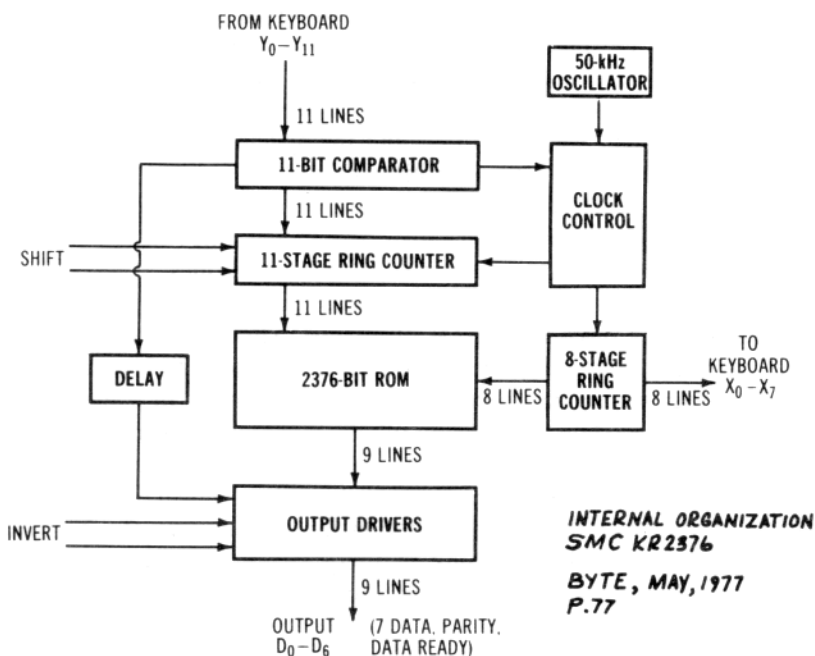 FROM KEYBOARD
Y₀–Y₁₁
50-kHz
OSCILLATOR
11 LINES
11-BIT COMPARATOR
CLOCK
CONTROL
11 LINES
SHIFT
11-STAGE RING COUNTER
11 LINES
DELAY
2376-BIT ROM
8 LINES
8-STAGE
RING
COUNTER
8 LINES
TO
KEYBOARD
X₀–X₇
9 LINES
INVERT
OUTPUT DRIVERS
9 LINES
OUTPUT (7 DATA, PARITY,
D₀–D₆ DATA READY)
INTERNAL ORGANIZATION
SMC KR2376
BYTE, MAY, 1977
P.77